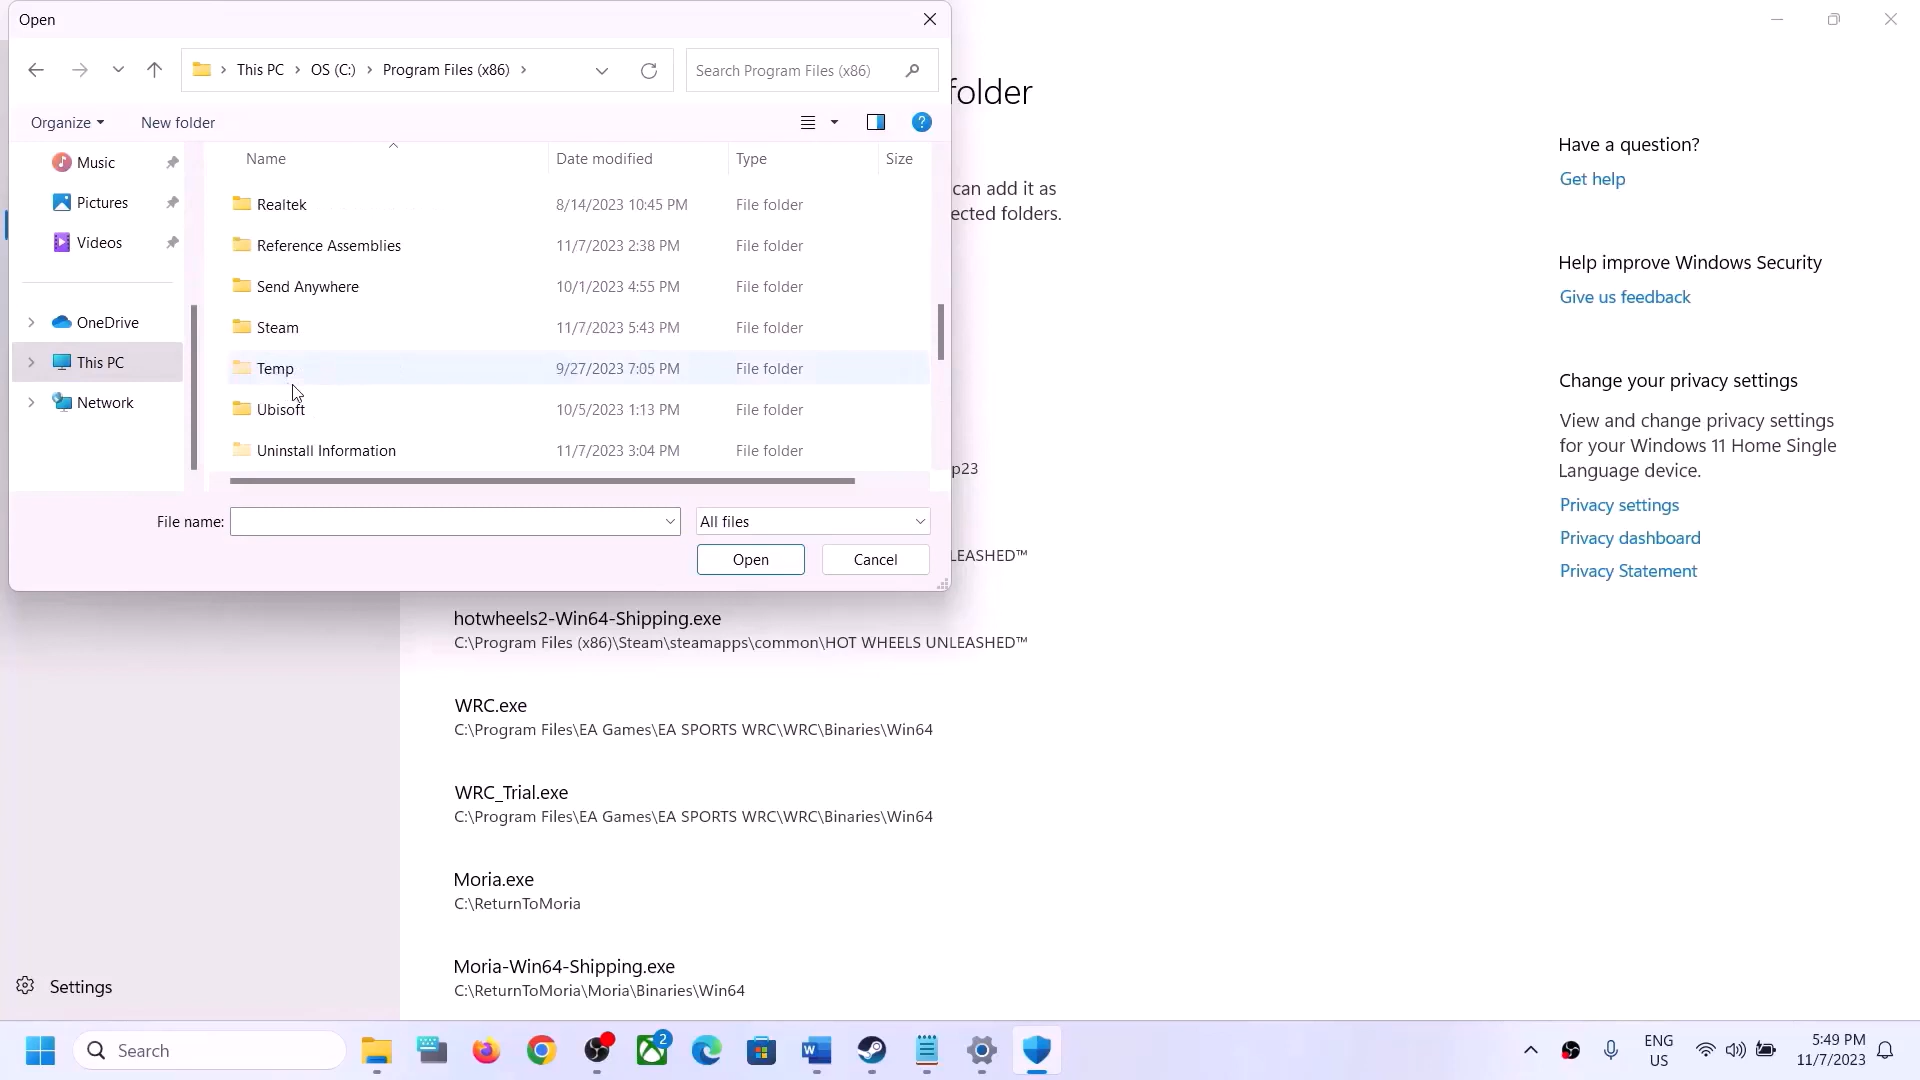 Open
This PC
OS (C:)
Program Files (x86)
Search Program Files (x86)
Organize
New folder
Music
Pictures
Videos
OneDrive
This PC
Network
Name
Date modified
Type
Size
Realtek
8/14/2023 10:45 PM
File folder
Reference Assemblies
11/7/2023 2:38 PM
File folder
Send Anywhere
10/1/2023 4:55 PM
File folder
Steam
11/7/2023 5:43 PM
File folder
Temp
9/27/2023 7:05 PM
File folder
Ubisoft
10/5/2023 1:13 PM
File folder
Uninstall Information
11/7/2023 3:04 PM
File folder
File name:
All files
Open
Cancel
folder
can add it as
ected folders.
p23
LEASHED™
hotwheels2-Win64-Shipping.exe
C:\Program Files (x86)\Steam\steamapps\common\HOT WHEELS UNLEASHED™
WRC.exe
C:\Program Files\EA Games\EA SPORTS WRC\WRC\Binaries\Win64
WRC_Trial.exe
C:\Program Files\EA Games\EA SPORTS WRC\WRC\Binaries\Win64
Moria.exe
C:\ReturnToMoria
Moria-Win64-Shipping.exe
C:\ReturnToMoria\Moria\Binaries\Win64
Have a question?
Get help
Help improve Windows Security
Give us feedback
Change your privacy settings
View and change privacy settings
for your Windows 11 Home Single
Language device.
Privacy settings
Privacy dashboard
Privacy Statement
Settings
Search
2
ENG
US
5:49 PM
11/7/2023